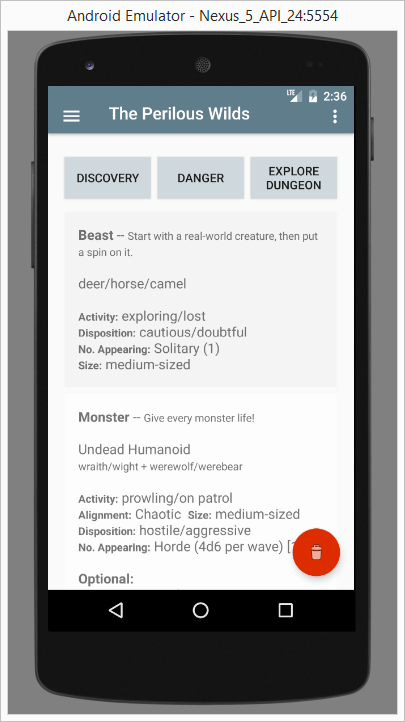 Android Emulator - Nexus_5_API_24:5554
LTE 2:36
The Perilous Wilds
DISCOVERY
DANGER
EXPLORE
DUNGEON
Beast -- Start with a real-world creature, then put
a spin on it.
deer/horse/camel
Activity: exploring/lost
Disposition: cautious/doubtful
No. Appearing: Solitary (1)
Size: medium-sized
Monster -- Give every monster life!
Undead Humanoid
wraith/wight + werewolf/werebear
Activity: prowling/on patrol
Alignment: Chaotic Size: medium-sized
Disposition: hostile/aggressive
No. Appearing: Horde (4d6 per wave) [
Optional: